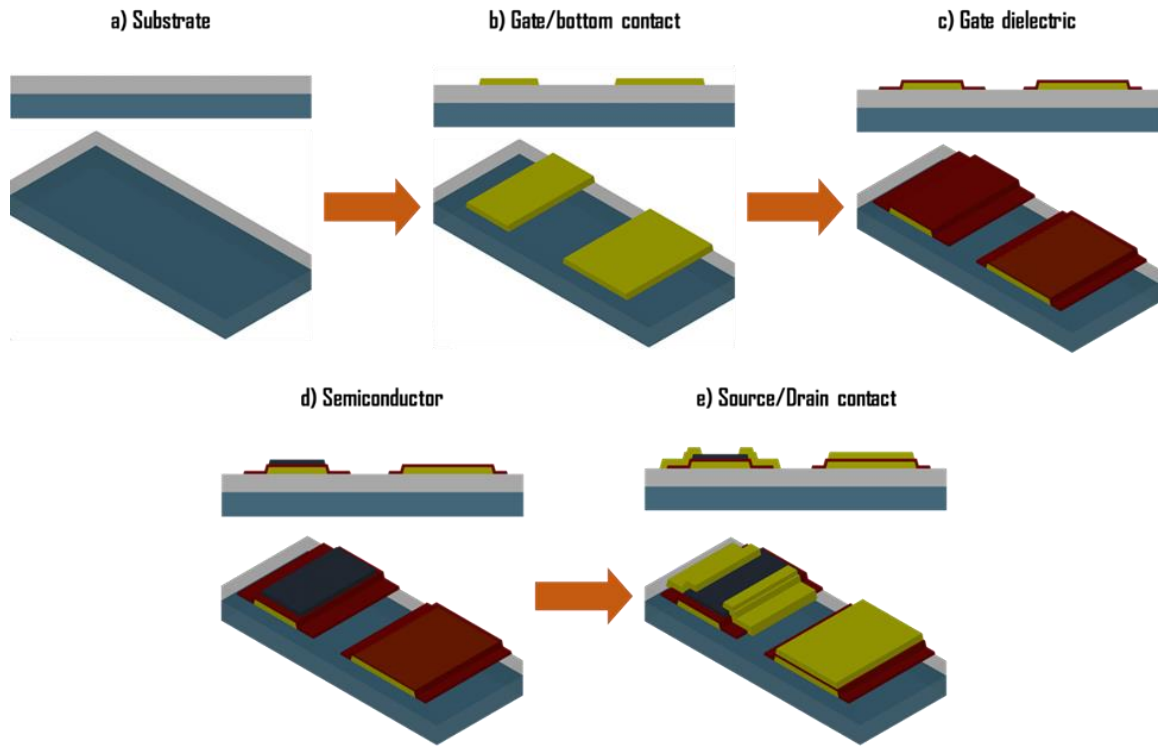 a) Substrate
b) Gate/bottom contact
c) Gate dielectric
d) Semiconductor
e) Source/Drain contact